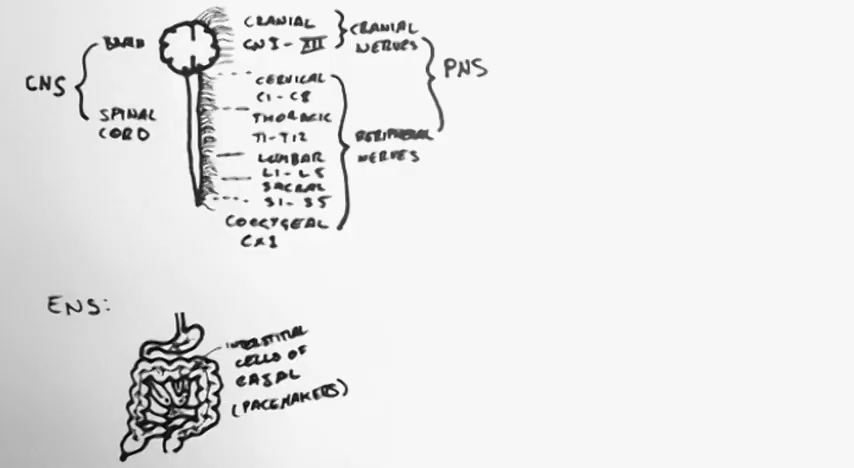 CNS
BRAIN
SPINAL
CORD
CRANIAL
CN I - XII
CRANIAL
NERVES
PNS
CERVICAL
C1 - C8
THORACIC
T1 - T12
LUMBAR
L1 - L5
SACRAL
S1 - S5
COCCYGEAL
CX1
PERIPHERAL
NERVES
ENS:
INTERSTITIAL
CELLS OF
CAJAL
(PACEMAKERS)